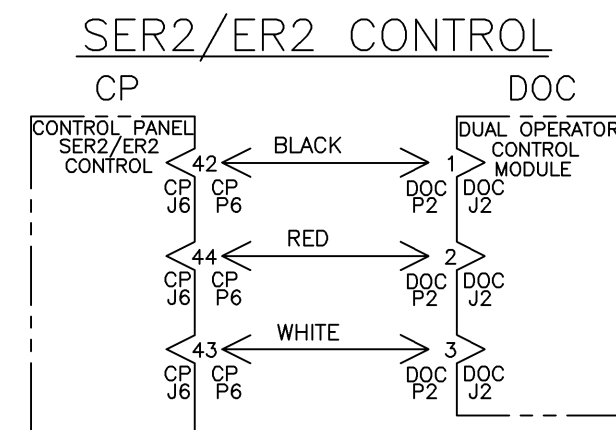 SER2/ER2 CONTROL
CP
DOC
CONTROL PANEL
SER2/ER2
CONTROL
DUAL OPERATOR
CONTROL
MODULE
42
BLACK
1
CP
J6
CP
P6
DOC
P2
DOC
J2
44
RED
2
CP
J6
CP
P6
DOC
P2
DOC
J2
43
WHITE
3
CP
J6
CP
P6
DOC
P2
DOC
J2